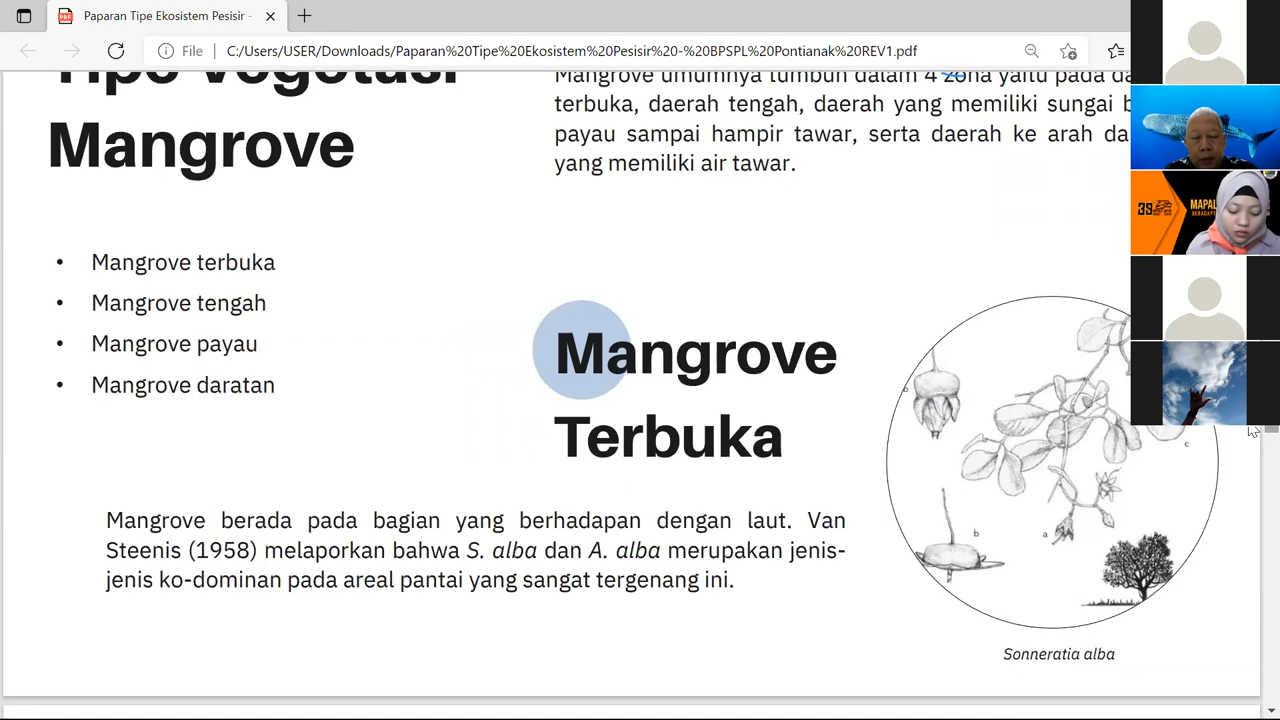 Paparan Tipe Ekosistem Pesisir -
File
C:/Users/USER/Downloads/Paparan%20Tipe%20Ekosistem%20Pesisir%20-%20BPSPL%20Pontianak%20REV1.pdf
Tipe Vegetasi
Mangrove
Mangrove umumnya tumbuh dalam 4 zona yaitu pada
terbuka, daerah tengah, daerah yang memiliki sungai
payau sampai hampir tawar, serta daerah ke arah
yang memiliki air tawar.
• Mangrove terbuka
• Mangrove tengah
• Mangrove payau
• Mangrove daratan
Mangrove
Terbuka
Mangrove berada pada bagian yang berhadapan dengan laut. Van
Steenis (1958) melaporkan bahwa S. alba dan A. alba merupakan jenis-
jenis ko-dominan pada areal pantai yang sangat tergenang ini.
b
a
c
Sonneratia alba
39